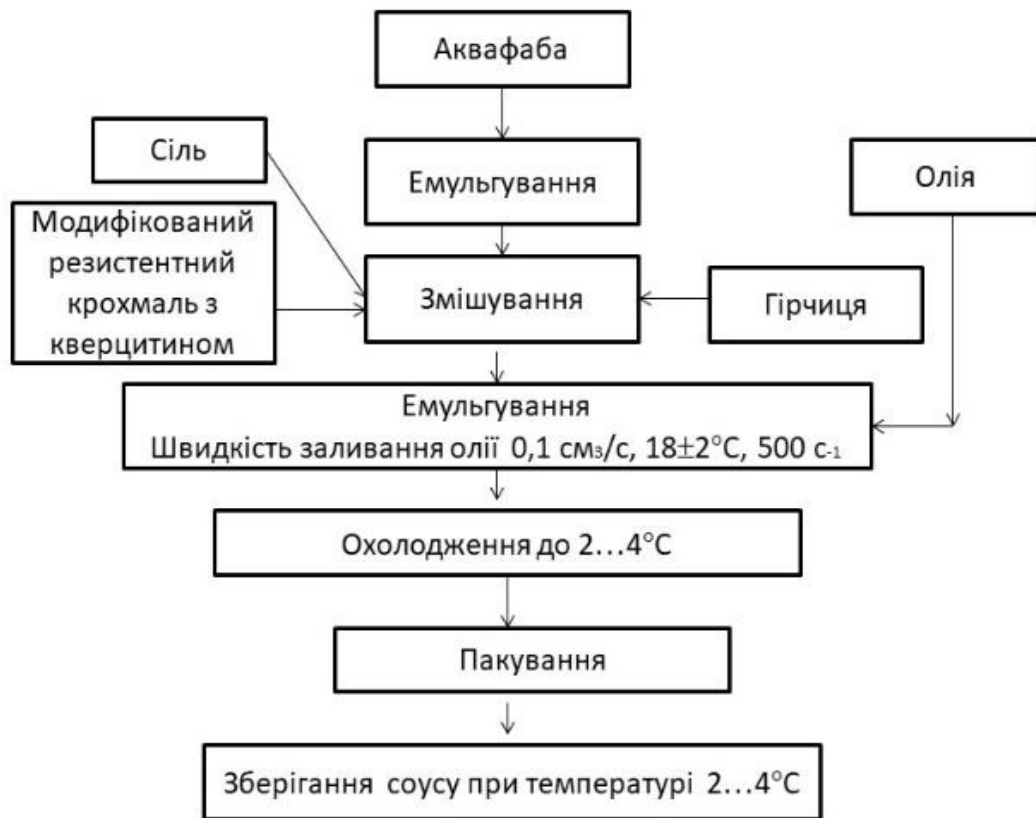 Аквафаба
Сіль
Емульгування
Олія
Модифікований
резистентний
крохмаль з
кверцитином
Змішування
Гірчиця
Емульгування
Швидкість заливання олії 0,1 см₃/с, 18±2°С, 500 с-1
Охолодження до 2…4°С
Пакування
Зберігання соусу при температурі 2…4°С